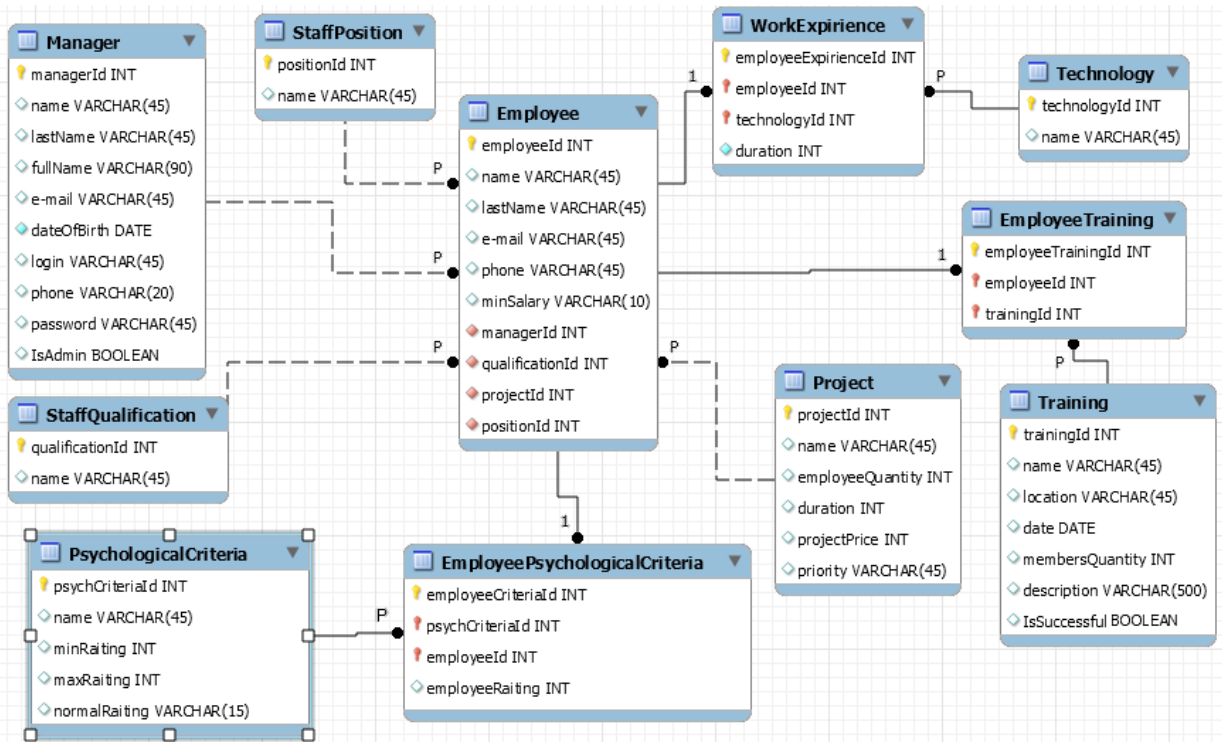 Manager
managerId INT
name VARCHAR(45)
lastName VARCHAR(45)
fullName VARCHAR(90)
e-mail VARCHAR(45)
dateOfBirth DATE
login VARCHAR(45)
phone VARCHAR(20)
password VARCHAR(45)
IsAdmin BOOLEAN
StaffPosition
positionId INT
name VARCHAR(45)
Employee
employeeId INT
name VARCHAR(45)
lastName VARCHAR(45)
e-mail VARCHAR(45)
phone VARCHAR(45)
minSalary VARCHAR(10)
managerId INT
qualificationId INT
projectId INT
positionId INT
WorkExpirience
employeeExpirienceId INT
employeeId INT
technologyId INT
duration INT
Technology
technologyId INT
name VARCHAR(45)
EmployeeTraining
employeeTrainingId INT
employeeId INT
trainingId INT
StaffQualification
qualificationId INT
name VARCHAR(45)
Project
projectId INT
name VARCHAR(45)
employeeQuantity INT
duration INT
projectPrice INT
priority VARCHAR(45)
Training
trainingId INT
name VARCHAR(45)
location VARCHAR(45)
date DATE
membersQuantity INT
description VARCHAR(500)
IsSuccessful BOOLEAN
PsychologicalCriteria
psychCriteriaId INT
name VARCHAR(45)
minRaiting INT
maxRaiting INT
normalRaiting VARCHAR(15)
EmployeePsychologicalCriteria
employeeCriteriaId INT
psychCriteriaId INT
employeeId INT
employeeRaiting INT
P
P
P
P
1
P
1
P
1
P